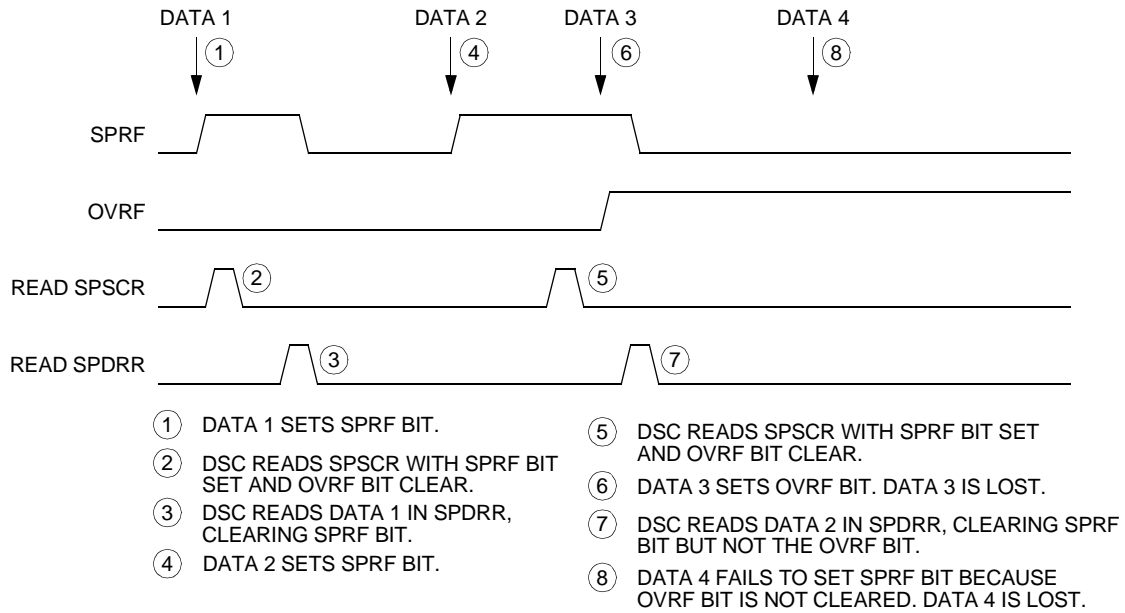 DATA 1 DATA 2 DATA 3 DATA 4
1 4 6 8
SPRF
OVRF
READ SPSCR 2 5
READ SPDRR 3 7
1 DATA 1 SETS SPRF BIT.
2 DSC READS SPSCR WITH SPRF BIT
SET AND OVRF BIT CLEAR.
3 DSC READS DATA 1 IN SPDRR,
CLEARING SPRF BIT.
4 DATA 2 SETS SPRF BIT.
5 DSC READS SPSCR WITH SPRF BIT SET
AND OVRF BIT CLEAR.
6 DATA 3 SETS OVRF BIT. DATA 3 IS LOST.
7 DSC READS DATA 2 IN SPDRR, CLEARING SPRF
BIT BUT NOT THE OVRF BIT.
8 DATA 4 FAILS TO SET SPRF BIT BECAUSE
OVRF BIT IS NOT CLEARED. DATA 4 IS LOST.